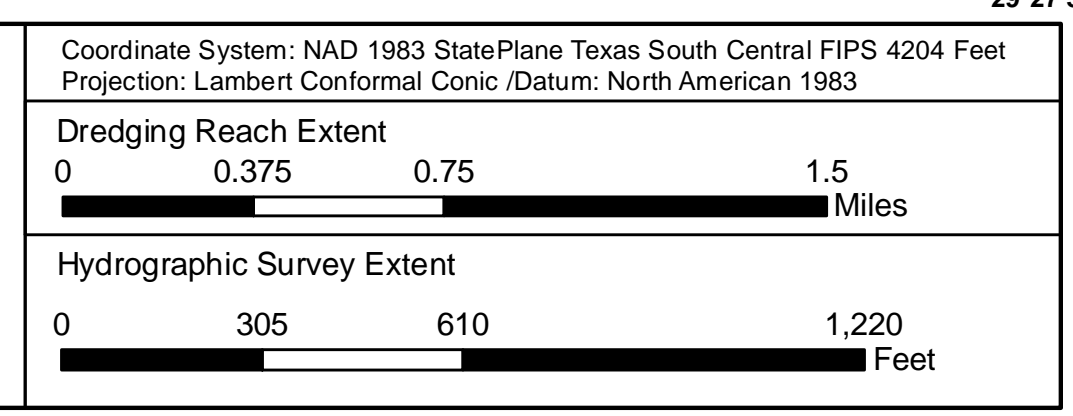 Coordinate System: NAD 1983 StatePlane Texas South Central FIPS 4204 Feet
Projection: Lambert Conformal Conic /Datum: North American 1983
Dredging Reach Extent
0 0.375 0.75 1.5
Miles
Hydrographic Survey Extent
0 305 610 1,220
Feet